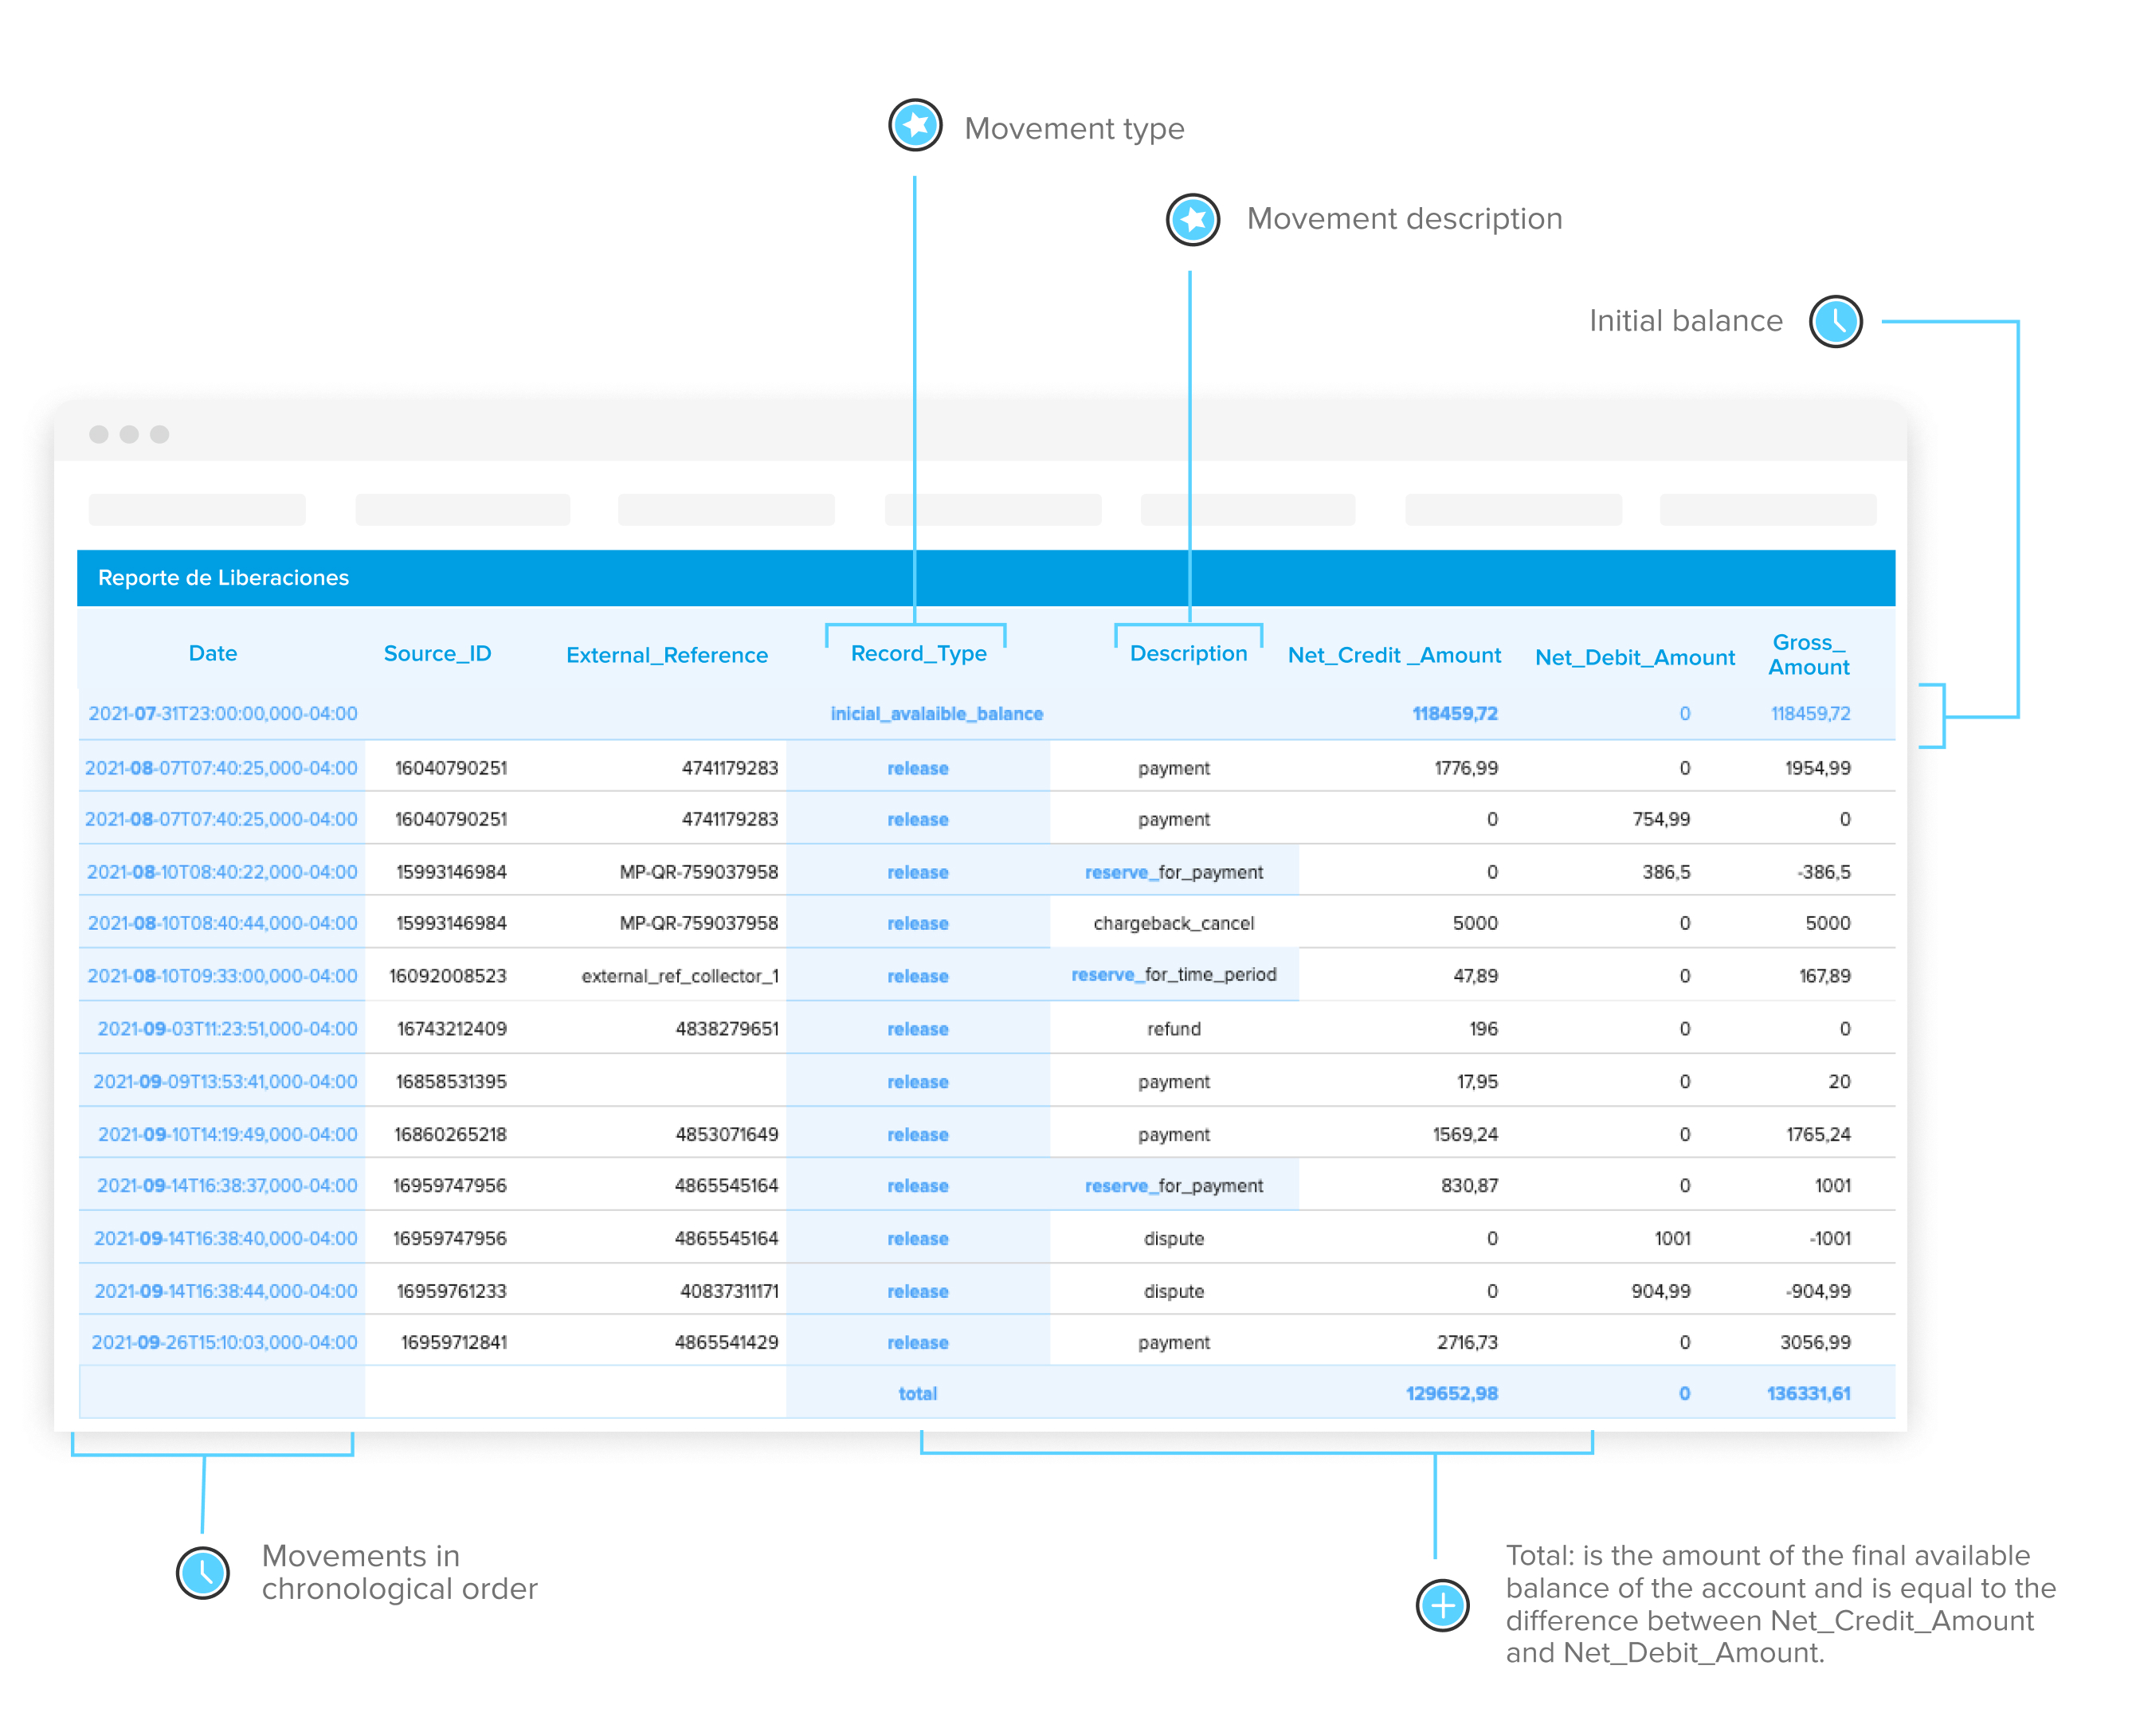 Movement type
Movement description
Initial balance
Reporte de Liberaciones
Date Source_ID External_Reference Record_Type Description Net_Credit _Amount Net_Debit_Amount Gross_
Amount
2021-07-31T23:00:00,000-04:00 inicial_avalaible_balance 118459,72 0 118459,72
2021-08-07T07:40:25,000-04:00 16040790251 4741179283 release payment 1776,99 0 1954,99
2021-08-07T07:40:25,000-04:00 16040790251 4741179283 release payment 0 754,99 0
2021-08-10T08:40:22,000-04:00 15993146984 MP-QR-759037958 release reserve_for_payment 0 386,5 -386,5
2021-08-10T08:40:44,000-04:00 15993146984 MP-QR-759037958 release chargeback_cancel 5000 0 5000
2021-08-10T09:33:00,000-04:00 16092008523 external_ref_collector_1 release reserve_for_time_period 47,89 0 167,89
2021-09-03T11:23:51,000-04:00 16743212409 4838279651 release refund 196 0 0
2021-09-09T13:53:41,000-04:00 16858531395 release payment 17,95 0 20
2021-09-10T14:19:49,000-04:00 16860265218 4853071649 release payment 1569,24 0 1765,24
2021-09-14T16:38:37,000-04:00 16959747956 4865545164 release reserve_for_payment 830,87 0 1001
2021-09-14T16:38:40,000-04:00 16959747956 4865545164 release dispute 0 1001 -1001
2021-09-14T16:38:44,000-04:00 16959761233 40837311171 release dispute 0 904,99 -904,99
2021-09-26T15:10:03,000-04:00 16959712841 4865541429 release payment 2716,73 0 3056,99
total 129652,98 0 136331,61
Movements in
chronological order
Total: is the amount of the final available
balance of the account and is equal to the
difference between Net_Credit_Amount
and Net_Debit_Amount.